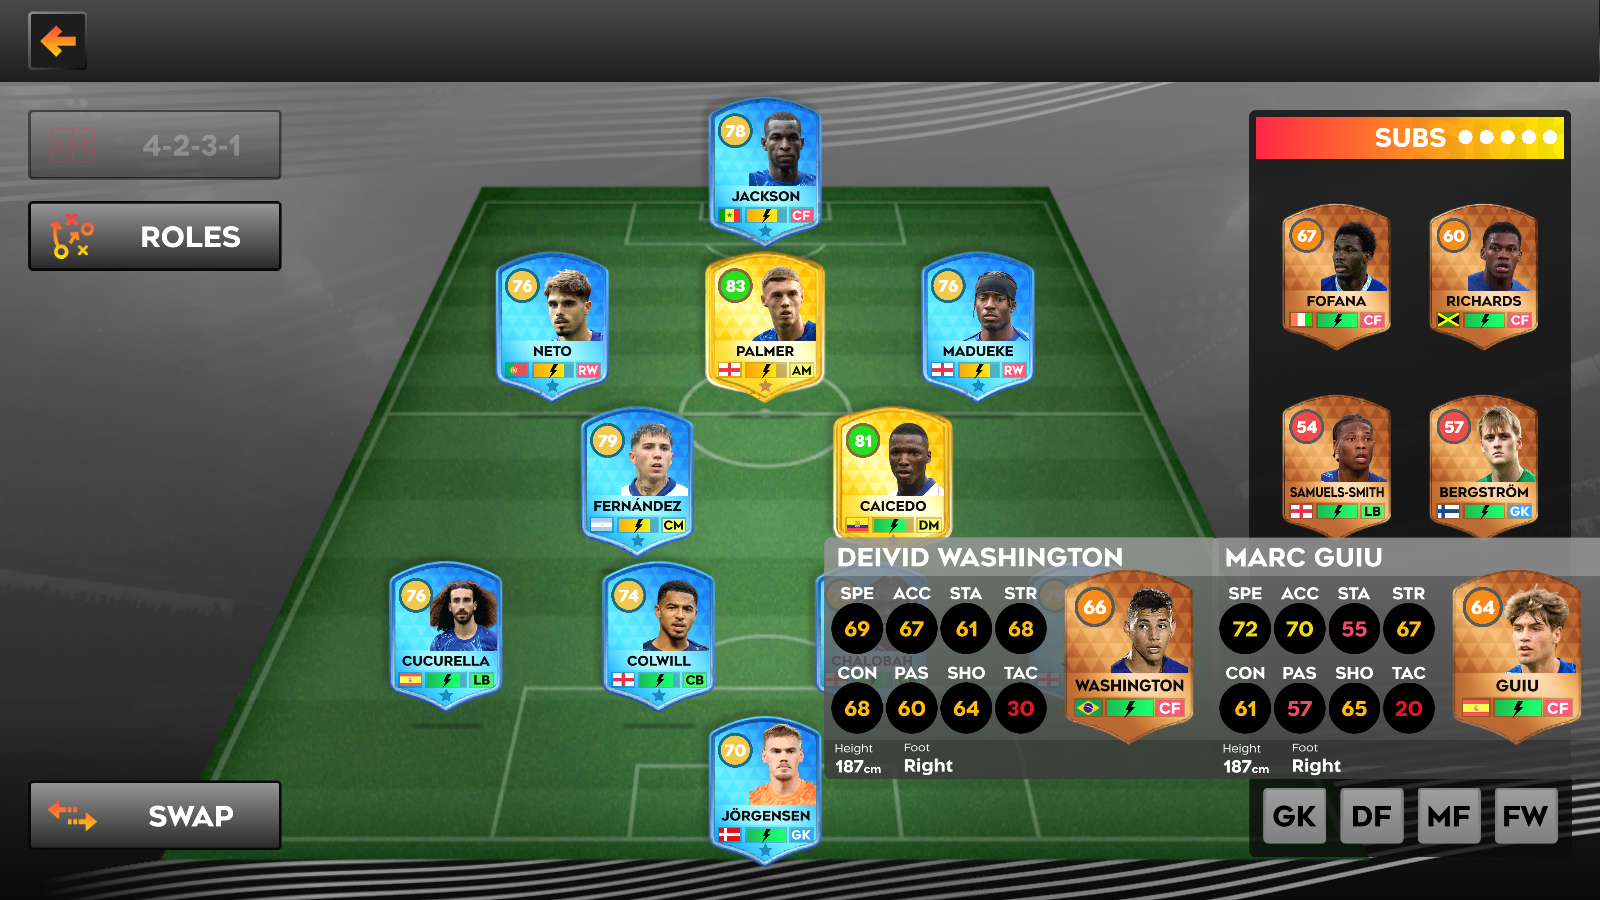 4-2-3-1
ROLES
SWAP
78
JACKSON
CF
76
NETO
RW
83
PALMER
AM
76
MADUEKE
RW
79
FERNÁNDEZ
CM
81
CAICEDO
DM
76
CUCURELLA
LB
74
COLWILL
CB
CHALOBAH
70
JÖRGENSEN
GK
SUBS
67
FOFANA
CF
60
RICHARDS
CF
54
SAMUELS-SMITH
LB
57
BERGSTRÖM
GK
DEIVID WASHINGTON
SPE ACC STA STR
69 67 61 68
CON PAS SHO TAC
68 60 64 30
Height Foot
187cm Right
66
WASHINGTON
CF
MARC GUIU
SPE ACC STA STR
72 70 55 67
CON PAS SHO TAC
61 57 65 20
Height Foot
187cm Right
64
GUIU
CF
GK DF MF FW